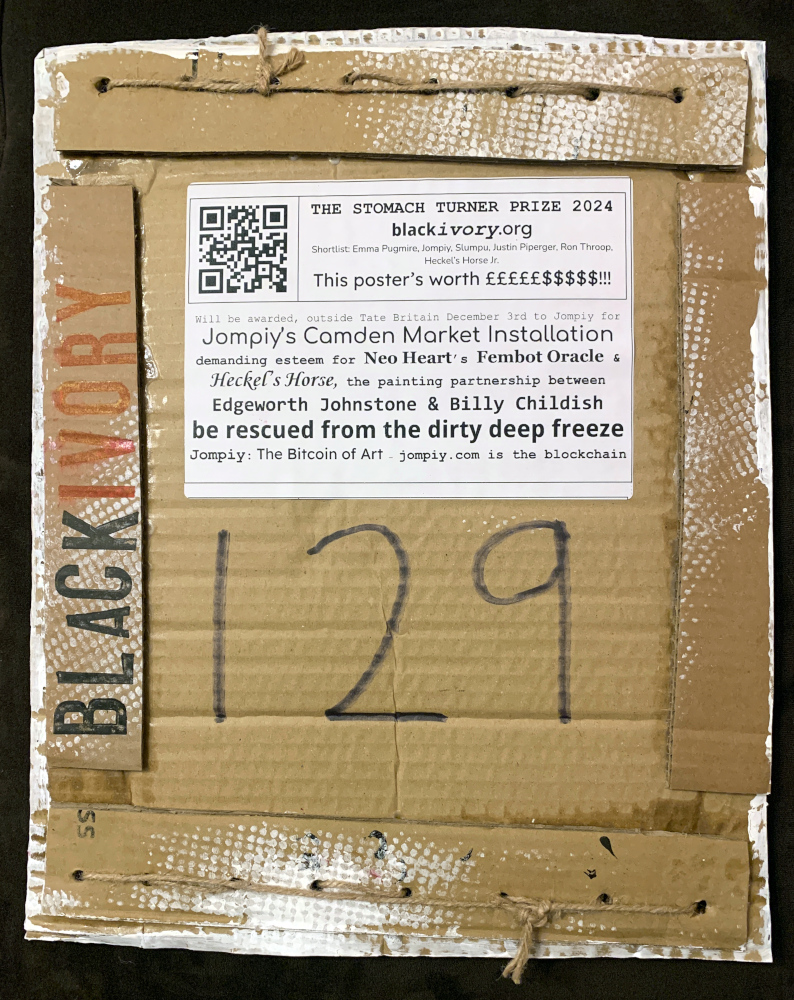 THE STOMACH TURNER PRIZE 2024
blackivory.org
Shortlist: Emma Pugmire, Jompiy, Slumpu, Justin Piperger, Ron Throop,
Heckel's Horse Jr.
This poster's worth £££££$$$$$!!!
Will be awarded, outside Tate Britain December 3rd to Jompiy for
Jompiy's Camden Market Installation
demanding esteem for Neo Heart's Fembot Oracle &
Heckel's Horse, the painting partnership between
Edgeworth Johnstone & Billy Childish
be rescued from the dirty deep freeze
Jompiy: The Bitcoin of Art - jompiy.com is the blockchain
BLACKIVORY
129
SS